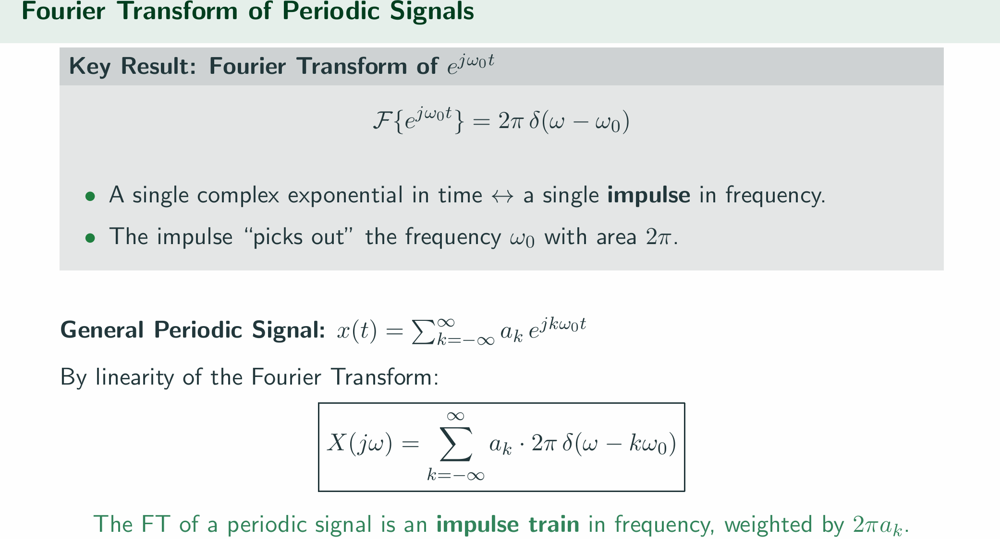 Fourier Transform of Periodic Signals
Key Result: Fourier Transform of $e^{j\omega_0 t}$
$\mathcal{F}\{e^{j\omega_0 t}\} = 2\pi\,\delta(\omega - \omega_0)$
• A single complex exponential in time ↔ a single impulse in frequency.
• The impulse “picks out” the frequency $\omega_0$ with area $2\pi$.
General Periodic Signal: $x(t) = \sum_{k=-\infty}^{\infty} a_k\, e^{jk\omega_0 t}$
By linearity of the Fourier Transform:
$X(j\omega) = \sum_{k=-\infty}^{\infty} a_k \cdot 2\pi\,\delta(\omega - k\omega_0)$
The FT of a periodic signal is an impulse train in frequency, weighted by $2\pi a_k$.